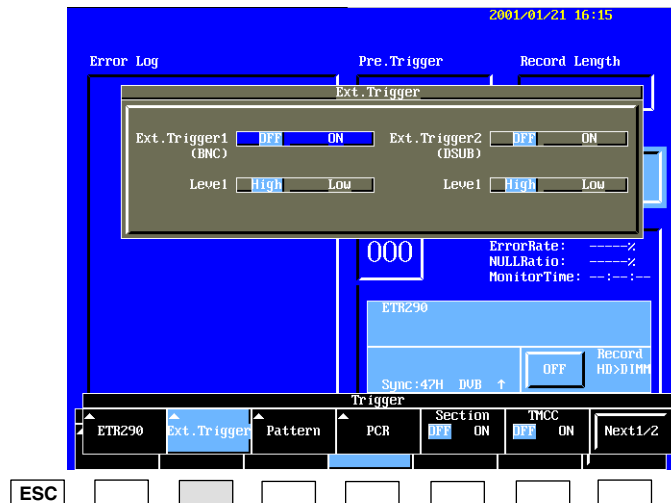 2001/01/21 16:15
Error Log
Pre.Trigger
Record Length
Ext.Trigger
Ext.Trigger1 OFF ON
(BNC)
Ext.Trigger2 OFF ON
(DSUB)
Level High Low
Level High Low
000
ErrorRate: -----%
NULLRatio: -----%
MonitorTime: --:--:--
ETR290
Sync:47H DVB ↑
OFF
Record
HD>DIMM
Trigger
ETR290
Ext.Trigger
Pattern
PCR
Section
OFF ON
TMCC
OFF ON
Next1/2
ESC